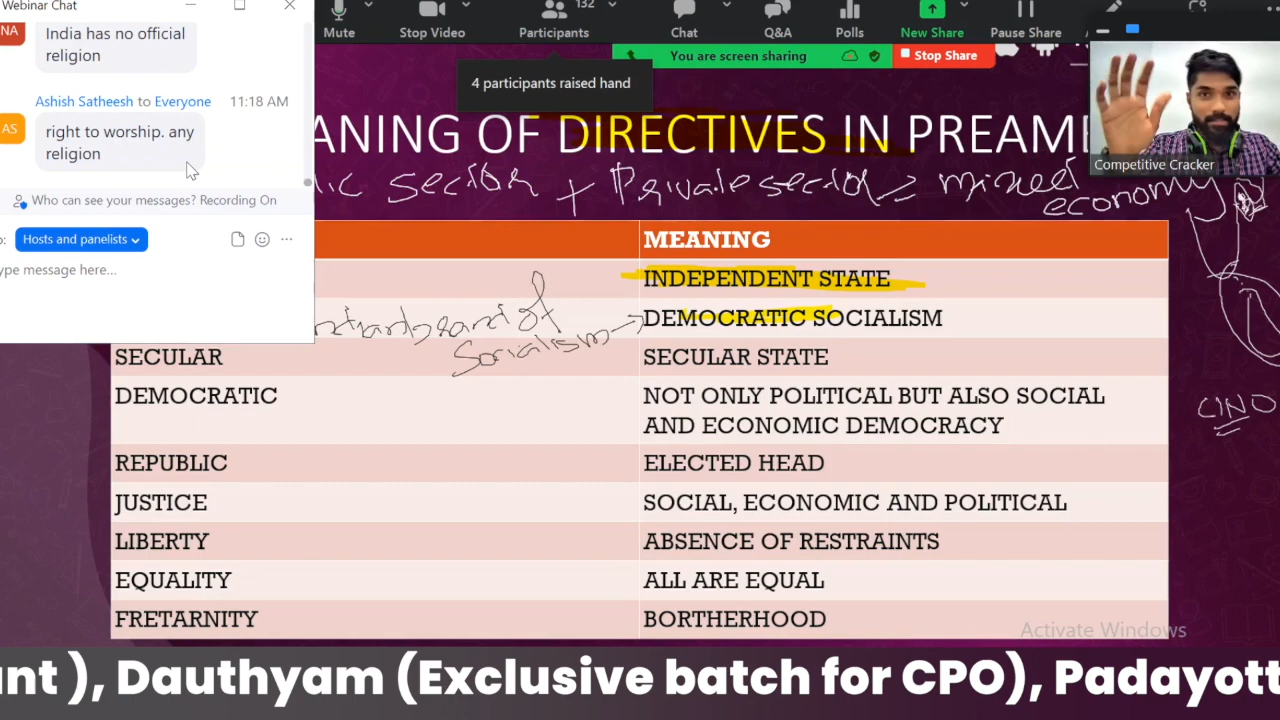 Webinar Chat
NA
India has no official
religion
Ashish Satheesh to Everyone 11:18 AM
AS
right to worship. any
religion
Who can see your messages? Recording On
Hosts and panelists
ype message here...
132
Mute
Stop Video
Participants
Chat
Q&A
Polls
New Share
Pause Share
You are screen sharing
Stop Share
4 participants raised hand
Competitive Cracker
ANING OF DIRECTIVES IN PREAM
sector + Private sector = mixed
economy
MEANING
INDEPENDENT STATE
of
Socialism →
DEMOCRATIC SOCIALISM
SECULAR SECULAR STATE
DEMOCRATIC NOT ONLY POLITICAL BUT ALSO SOCIAL
AND ECONOMIC DEMOCRACY
REPUBLIC ELECTED HEAD
JUSTICE SOCIAL, ECONOMIC AND POLITICAL
LIBERTY ABSENCE OF RESTRAINTS
EQUALITY ALL ARE EQUAL
FRETARNITY BORTHERHOOD
Activate Windows
ant ), Dauthyam (Exclusive batch for CPO), Padayott